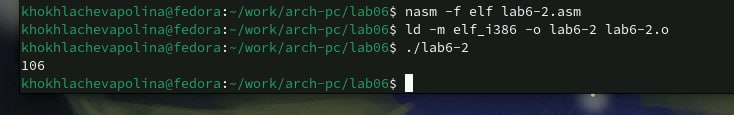 khokhlachevapolina@fedora:~/work/arch-pc/lab06$ nasm -f elf lab6-2.asm
khokhlachevapolina@fedora:~/work/arch-pc/lab06$ ld -m elf_i386 -o lab6-2 lab6-2.o
khokhlachevapolina@fedora:~/work/arch-pc/lab06$ ./lab6-2
106
khokhlachevapolina@fedora:~/work/arch-pc/lab06$